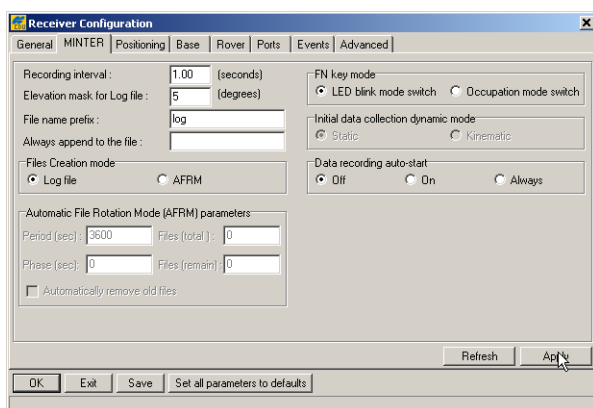 Receiver Configuration
General MINTER Positioning Base Rover Ports Events Advanced
Recording interval : 1.00 (seconds)
Elevation mask for Log file : 5 (degrees)
File name prefix : log
Always append to the file :
Files Creation mode
Log file AFRM
Automatic File Rotation Mode (AFRM) parameters
Period (sec) : 3600 Files (total ) : 0
Phase (sec): 0 Files (remain) : 0
Automatically remove old files
FN key mode
LED blink mode switch Occupation mode switch
Initial data collection dynamic mode
Static Kinematic
Data recording auto-start
Off On Always
Refresh Apply
OK Exit Save Set all parameters to defaults